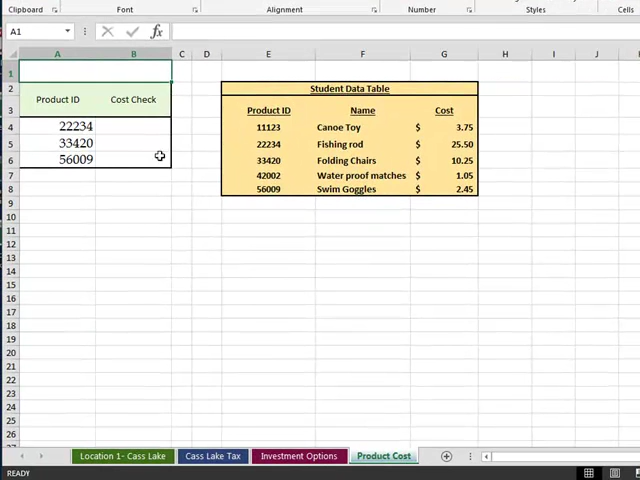 Clipboard Font Alignment Number Styles Cells
A1 fx
A B C D E F G H I J K
1
2 Student Data Table
3 Product ID Cost Check Product ID Name Cost
4 22234 11123 Canoe Toy $ 3.75
5 33420 22234 Fishing rod $ 25.50
6 56009 33420 Folding Chairs $ 10.25
7 42002 Water proof matches $ 1.05
8 56009 Swim Goggles $ 2.45
9
10
11
12
13
14
15
16
17
18
19
20
21
22
23
24
25
26
Location 1- Cass Lake Cass Lake Tax Investment Options Product Cost
READY